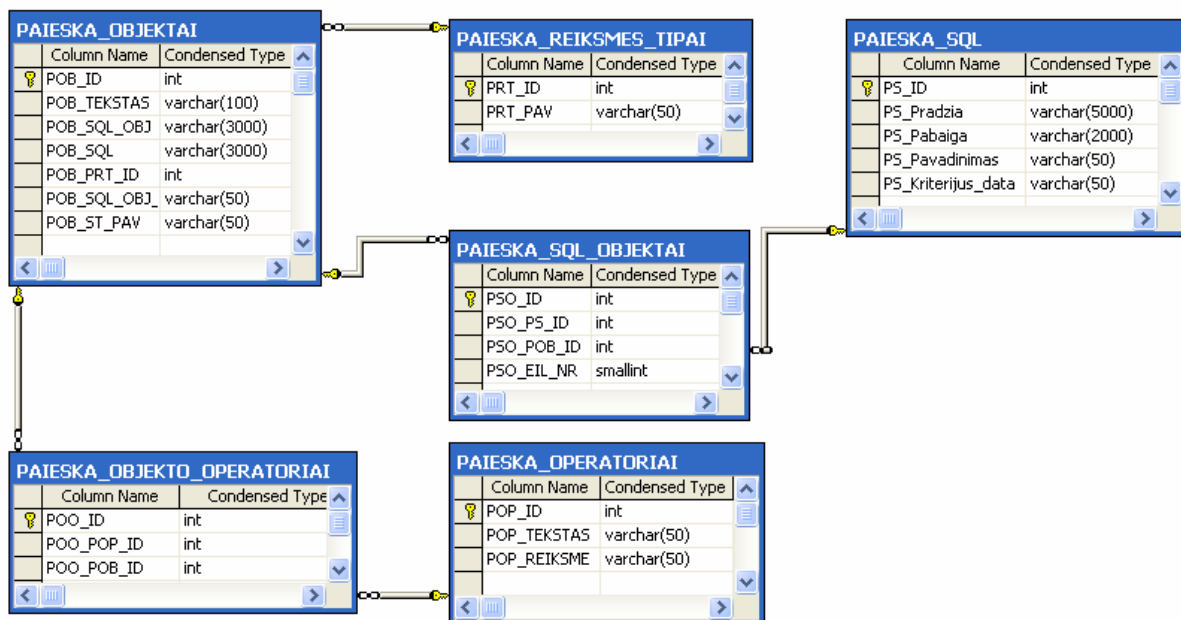 PAIESKA_OBJEKTAI
Column Name Condensed Type
POB_ID int
POB_TEKSTAS varchar(100)
POB_SQL_OBJ varchar(3000)
POB_SQL varchar(3000)
POB_PRT_ID int
POB_SQL_OBJ_ varchar(50)
POB_ST_PAV varchar(50)
PAIESKA_REIKSMES_TIPAI
Column Name Condensed Type
PRT_ID int
PRT_PAV varchar(50)
PAIESKA_SQL
Column Name Condensed Type
PS_ID int
PS_Pradzia varchar(5000)
PS_Pabaiga varchar(2000)
PS_Pavadinimas varchar(50)
PS_Kriterijus_data varchar(50)
PAIESKA_SQL_OBJEKTAI
Column Name Condensed Type
PSO_ID int
PSO_PS_ID int
PSO_POB_ID int
PSO_EIL_NR smallint
PAIESKA_OBJEKTO_OPERATORIAI
Column Name Condensed Type
POO_ID int
POO_POP_ID int
POO_POB_ID int
PAIESKA_OPERATORIAI
Column Name Condensed Type
POP_ID int
POP_TEKSTAS varchar(50)
POP_REIKSME varchar(50)